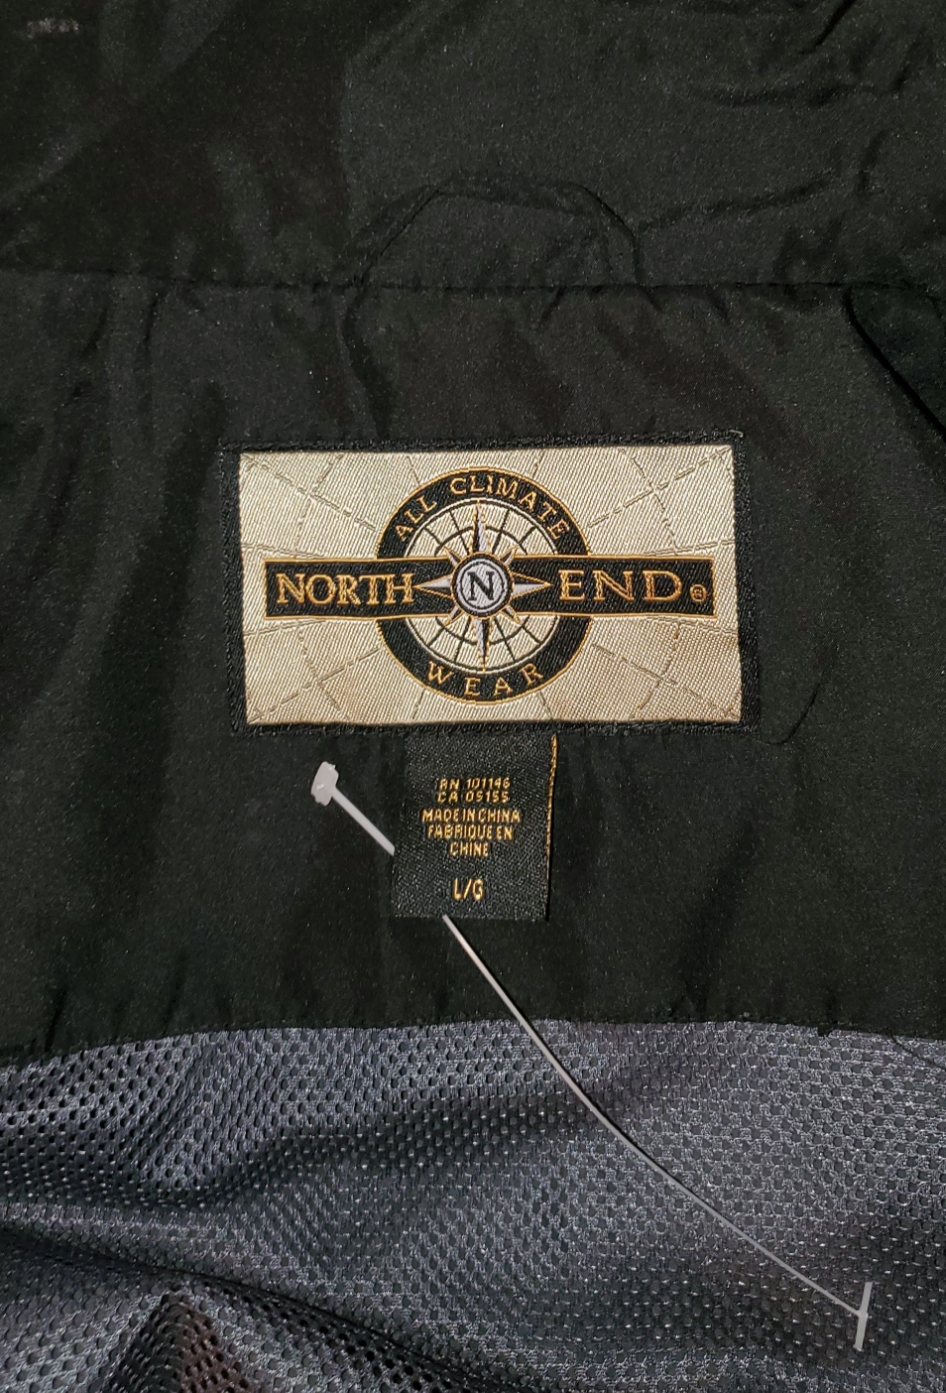 ALL CLIMATE
NORTH N END®
WEAR
RN 101146
CA 05155
MADE IN CHINA
FABRIQUE EN
CHINE
L/G